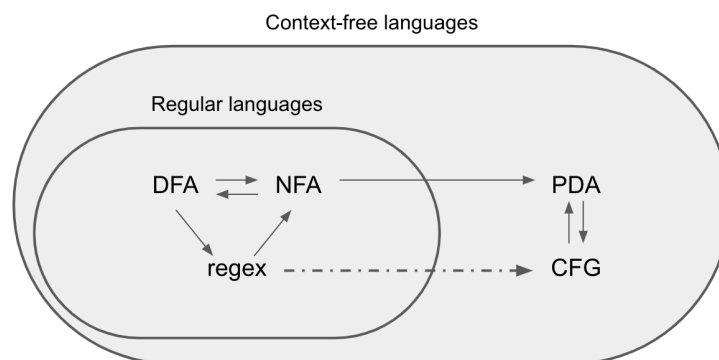 Context-free languages
Regular languages
DFA NFA PDA
regex CFG